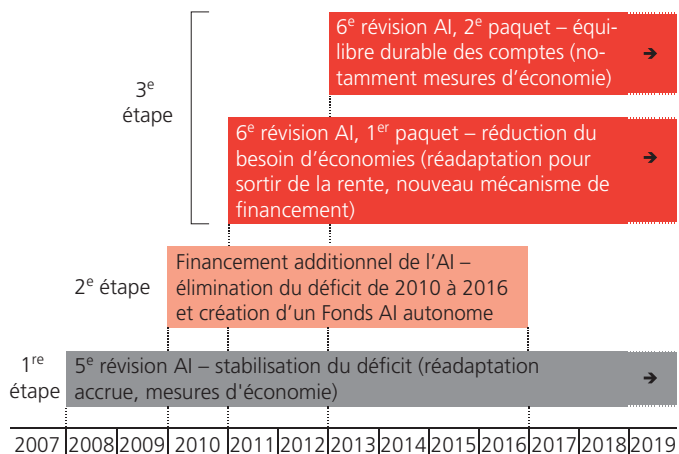 6e révision AI, 2e paquet – équi-
libre durable des comptes (no-
tamment mesures d’économie)
➔
3e
étape
6e révision AI, 1er paquet – réduction du
besoin d’économies (réadaptation pour
sortir de la rente, nouveau mécanisme de
financement)
➔
2e étape
Financement additionnel de l’AI –
élimination du déficit de 2010 à 2016
et création d’un Fonds AI autonome
1re
étape
5e révision AI – stabilisation du déficit (réadaptation
accrue, mesures d'économie)
➔
2007 2008 2009 2010 2011 2012 2013 2014 2015 2016 2017 2018 2019